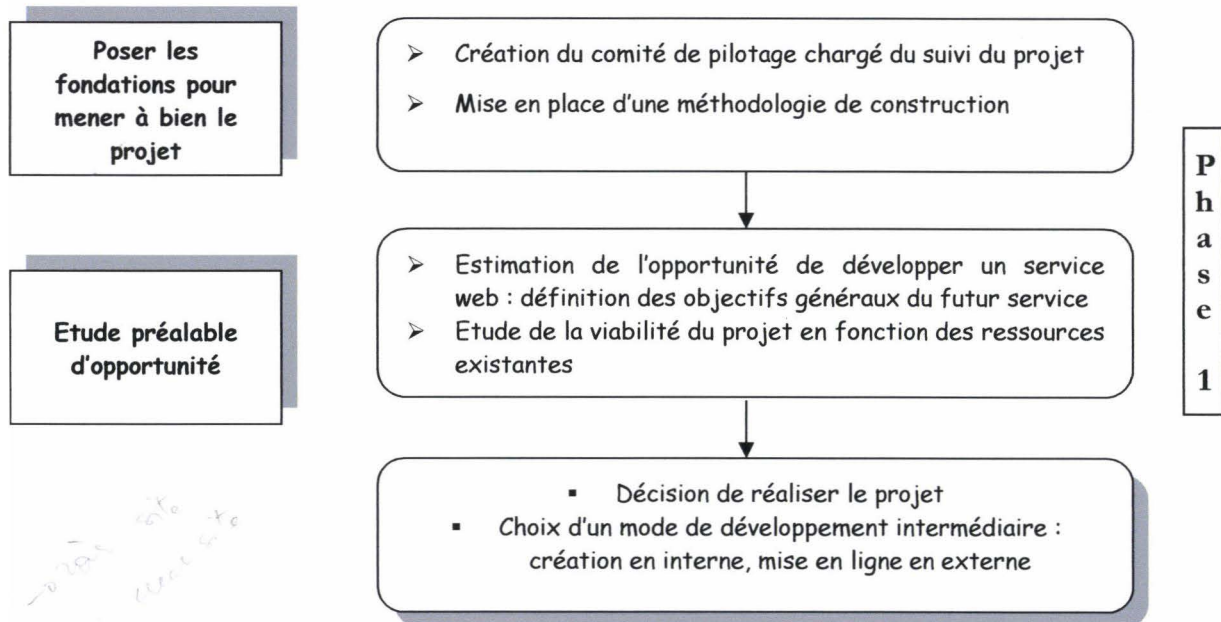 Poser les
fondations pour
mener à bien le
projet
➤ Création du comité de pilotage chargé du suivi du projet
➤ Mise en place d'une méthodologie de construction
Etude préalable
d'opportunité
➤ Estimation de l'opportunité de développer un service
web : définition des objectifs généraux du futur service
➤ Etude de la viabilité du projet en fonction des ressources
existantes
▪ Décision de réaliser le projet
▪ Choix d'un mode de développement intermédiaire :
création en interne, mise en ligne en externe
Phase 1